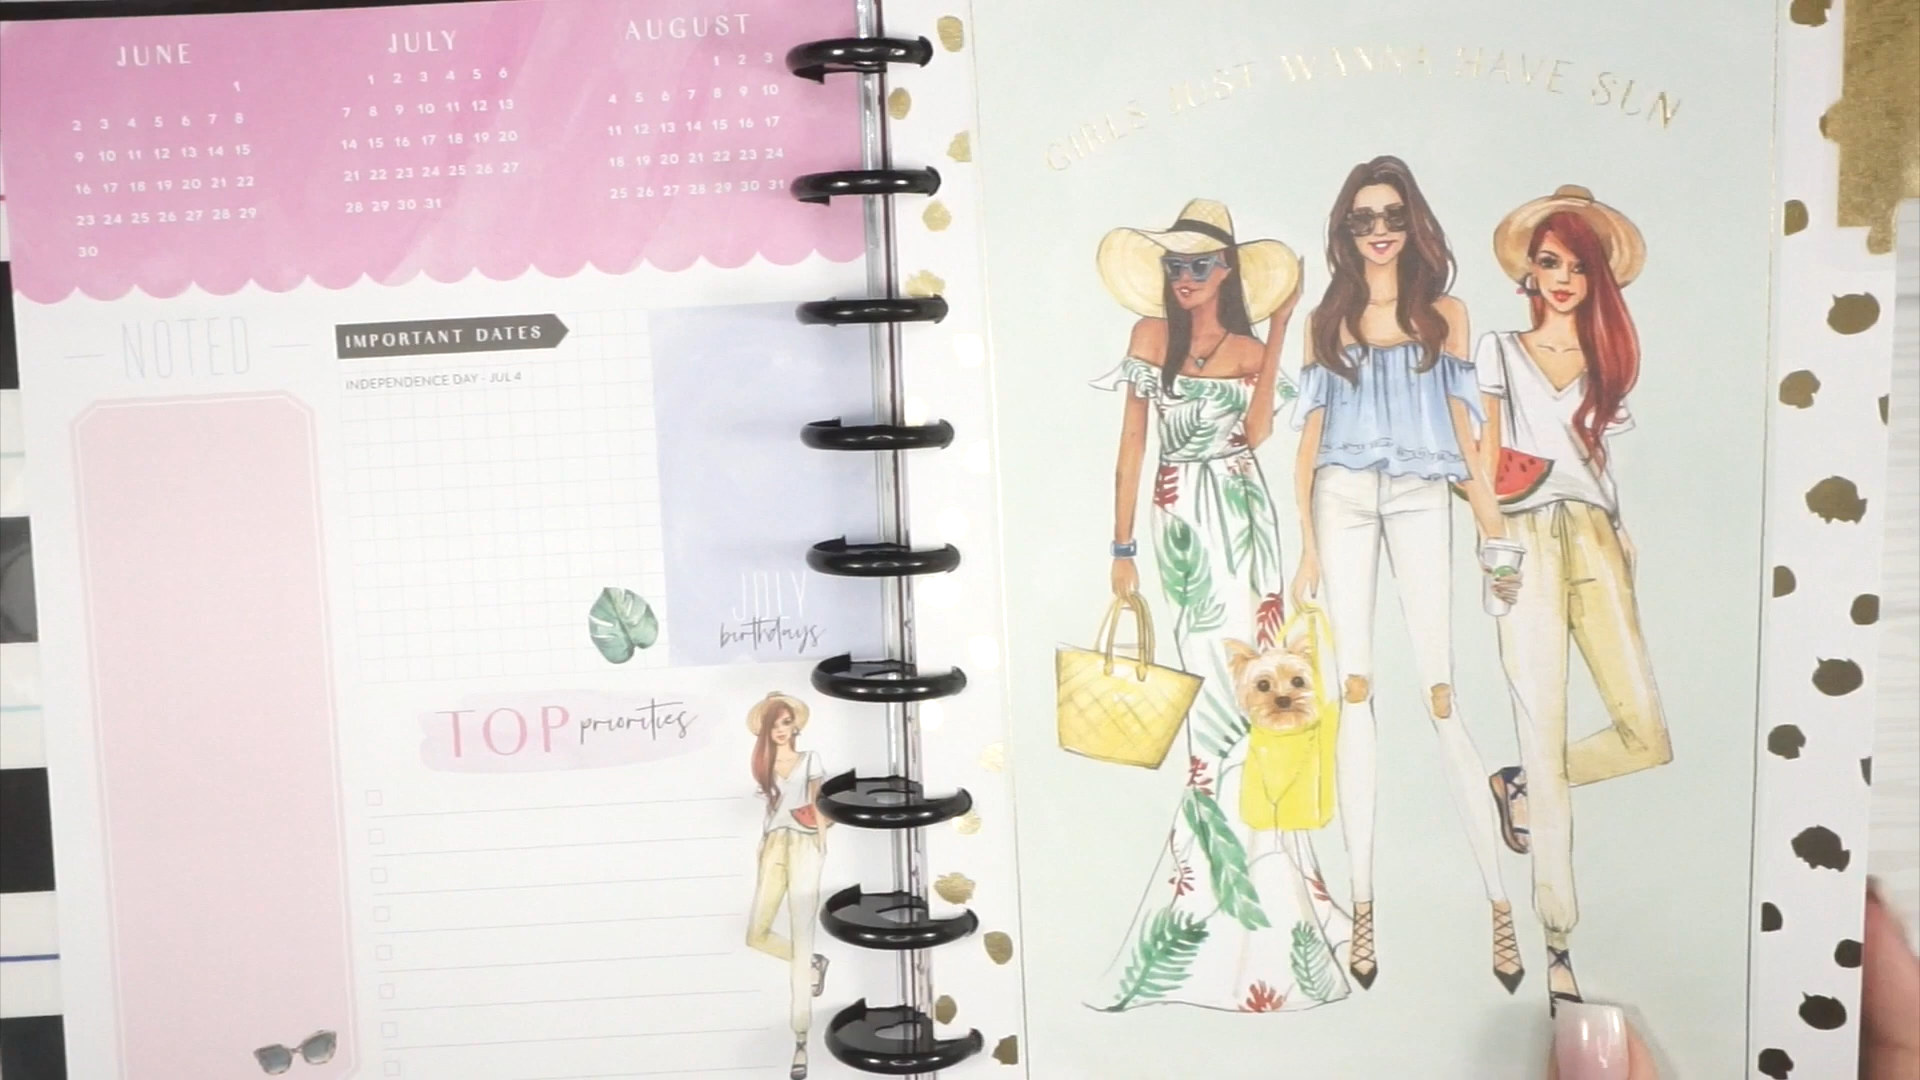 JUNE
1
2 3 4 5 6 7 8
9 10 11 12 13 14 15
16 17 18 19 20 21 22
23 24 25 26 27 28 29
30
JULY
1 2 3 4 5 6
7 8 9 10 11 12 13
14 15 16 17 18 19 20
21 22 23 24 25 26 27
28 29 30 31
AUGUST
1 2 3
4 5 6 7 8 9 10
11 12 13 14 15 16 17
18 19 20 21 22 23 24
25 26 27 28 29 30 31
NOTED
IMPORTANT DATES
INDEPENDENCE DAY - JUL 4
JULY
birthdays
TOP priorities
GIRLS JUST WANNA HAVE SUN